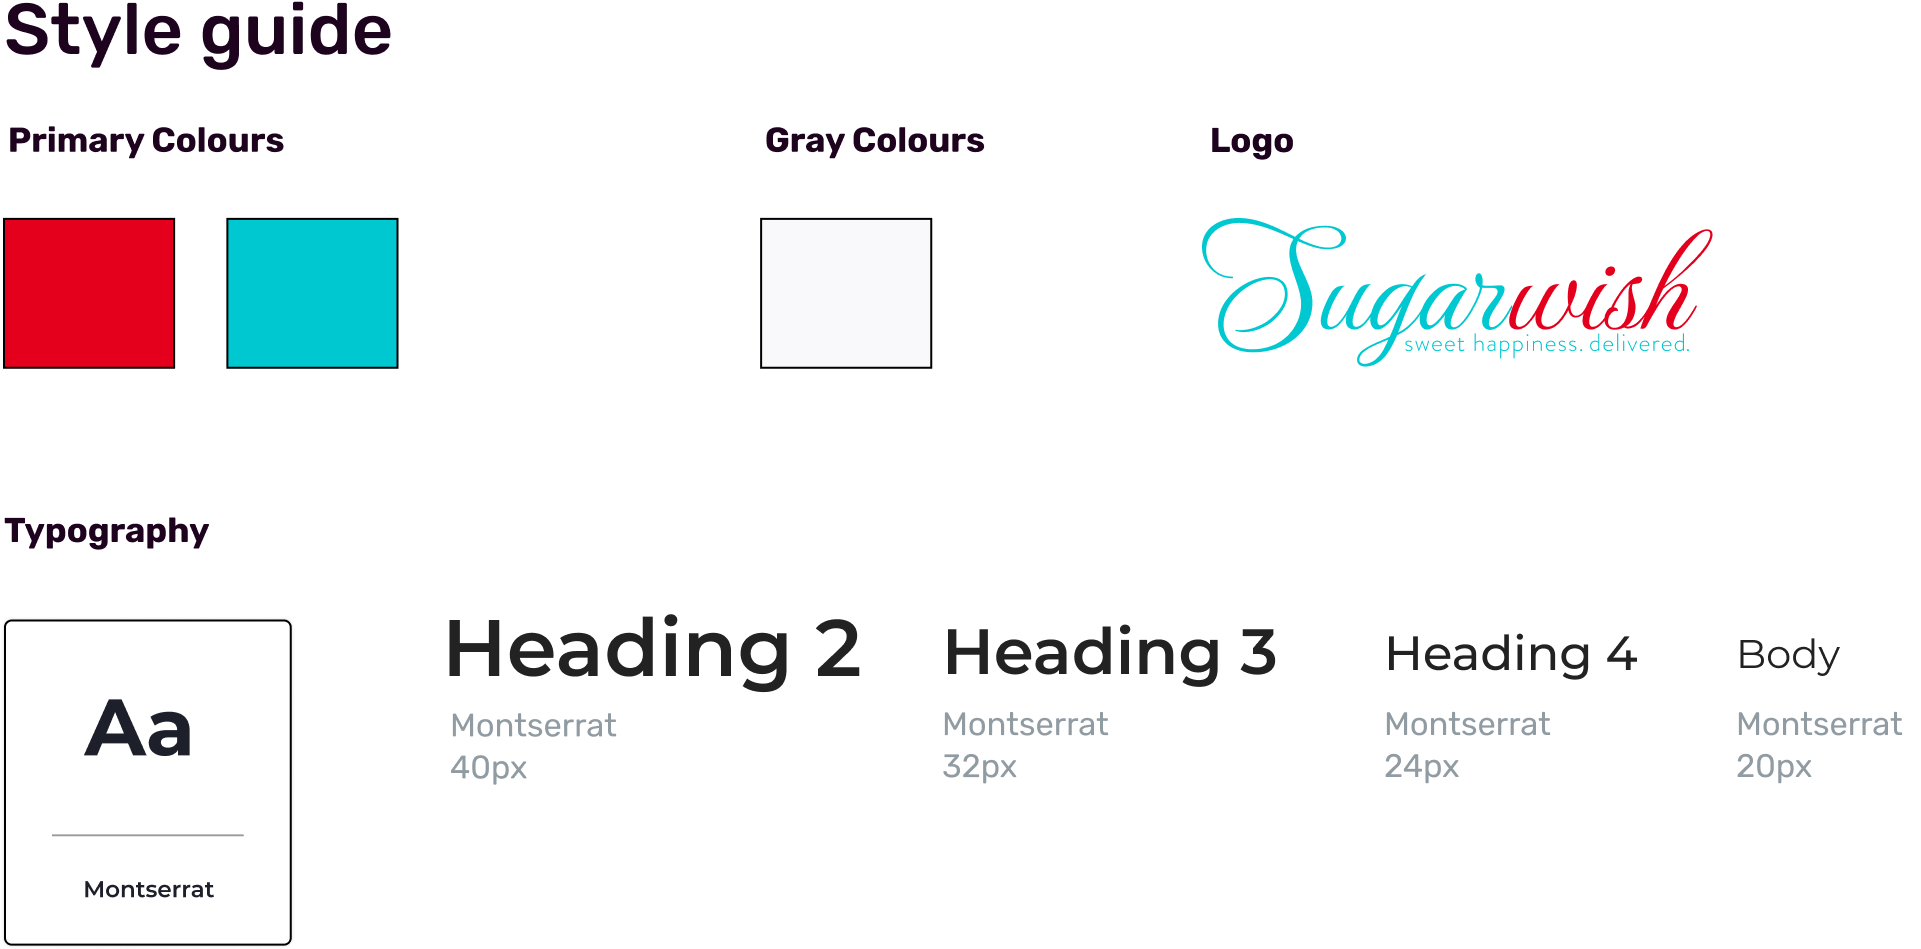 Style guide
Primary Colours
Gray Colours
Logo
Sugarwish
sweet happiness. delivered.
Typography
Aa
Montserrat
Heading 2
Montserrat
40px
Heading 3
Montserrat
32px
Heading 4
Montserrat
24px
Body
Montserrat
20px